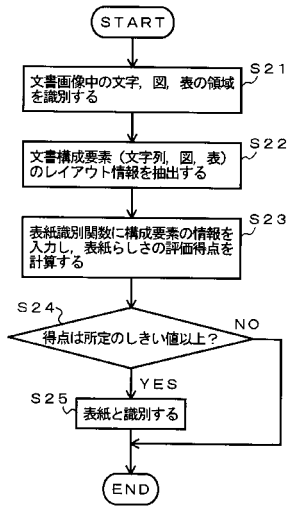 START
S21
文書画像中の文字，図，表の領域
を識別する
S22
文書構成要素（文字列，図，表）
のレイアウト情報を抽出する
S23
表紙識別関数に構成要素の情報を
入力し，表紙らしさの評価得点を
計算する
S24
得点は所定のしきい値以上？
NO
YES
S25
表紙と識別する
END